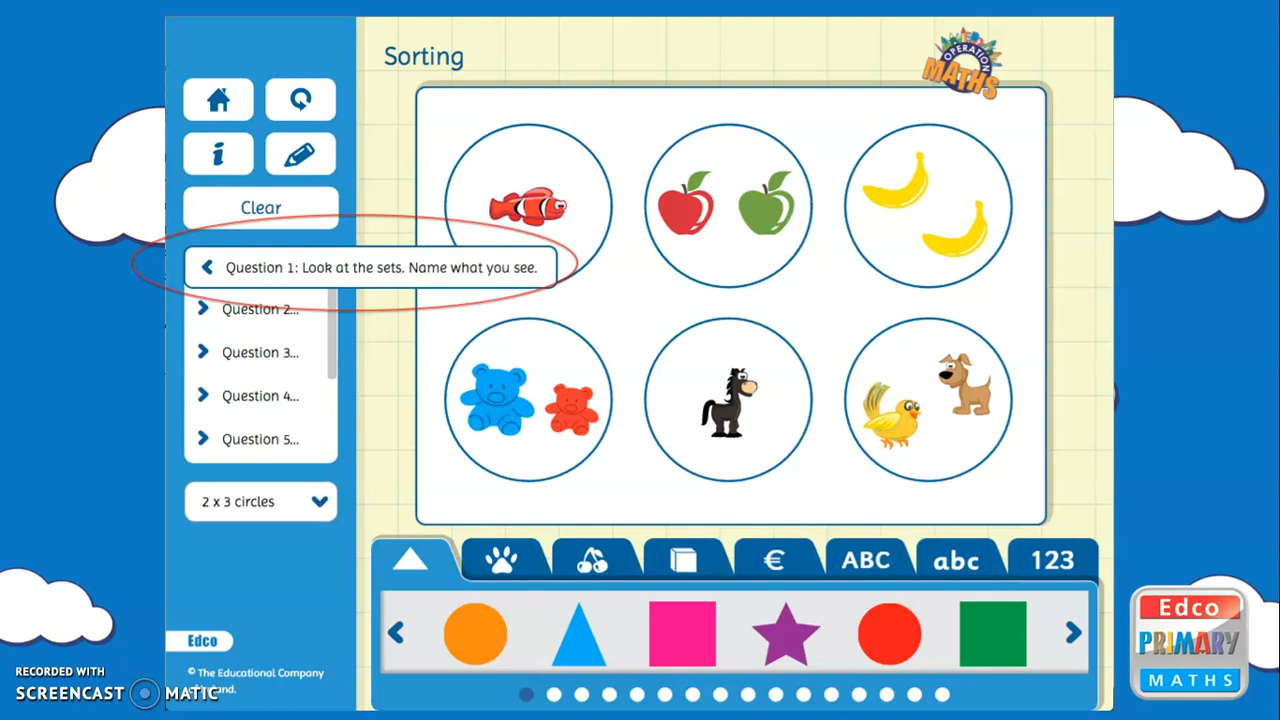 Sorting
OPERATION
MATHS
i
Clear
Question 1: Look at the sets. Name what you see.
Question 2...
Question 3...
Question 4...
Question 5...
2 x 3 circles
€
ABC
abc
123
Edco
© The Educational Company
RECORDED WITH
SCREENCAST MATIC
Edco
PRIMARY
MATHS